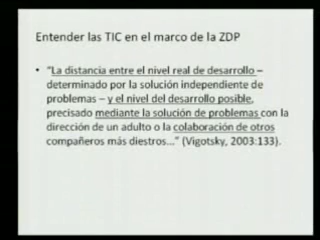 Entender las TIC en el marco de la ZDP
• "La distancia entre el nivel real de desarrollo –
determinado por la solución independiente de
problemas – y el nivel del desarrollo posible,
precisado mediante la solución de problemas con la
dirección de un adulto o la colaboración de otros
compañeros más diestros..." (Vigotsky, 2003:133).